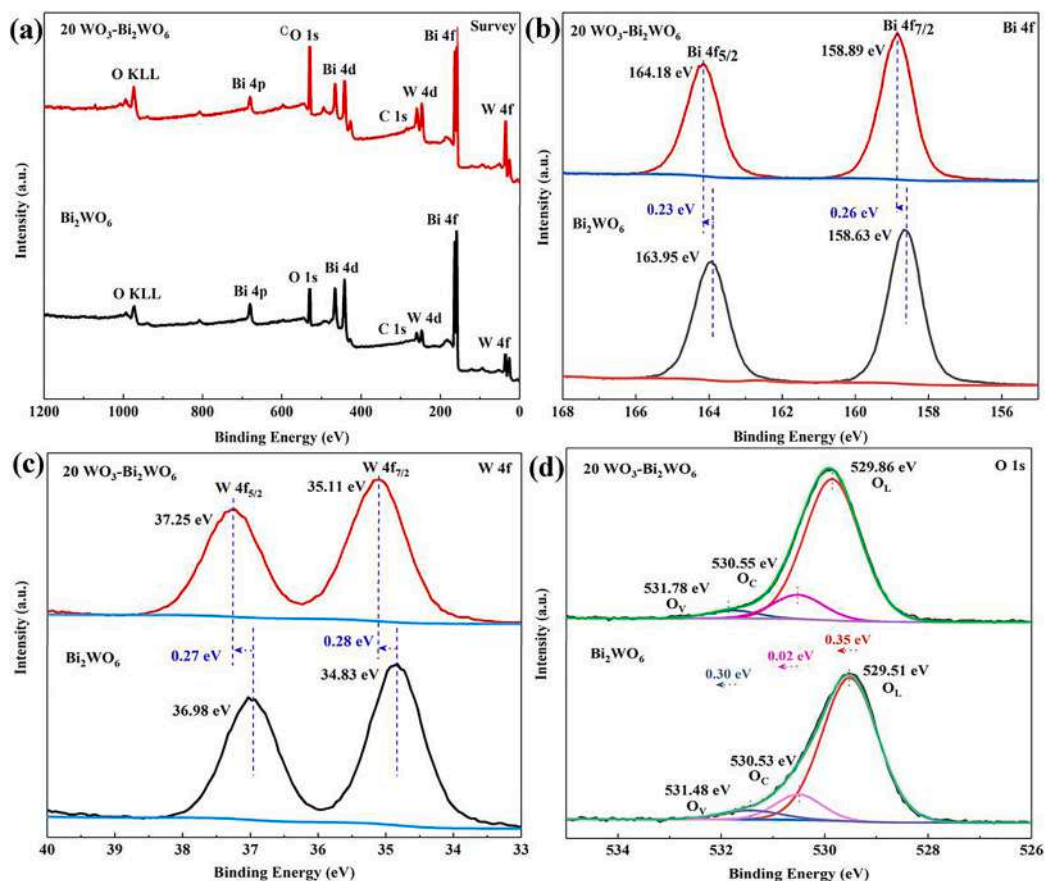 (a)
20 WO₃-Bi₂WO₆
Survey
C
O 1s
Bi 4f
O KLL
Bi 4p
Bi 4d
W 4d
C 1s
W 4f
Bi₂WO₆
Bi 4f
O KLL
Bi 4p
O 1s
Bi 4d
C 1s
W 4d
W 4f
Intensity (a.u.)
1200 1000 800 600 400 200 0
Binding Energy (eV)
(b)
20 WO₃-Bi₂WO₆
Bi 4f₅/₂
164.18 eV
Bi 4f₇/₂
158.89 eV
Bi 4f
0.23 eV
0.26 eV
Bi₂WO₆
163.95 eV
158.63 eV
Intensity (a.u.)
168 166 164 162 160 158 156
Binding Energy (eV)
(c)
20 WO₃-Bi₂WO₆
W 4f₅/₂
37.25 eV
W 4f₇/₂
35.11 eV
W 4f
0.27 eV
0.28 eV
Bi₂WO₆
36.98 eV
34.83 eV
Intensity (a.u.)
40 39 38 37 36 35 34 33
Binding Energy (eV)
(d)
20 WO₃-Bi₂WO₆
O 1s
529.86 eV
O_L
530.55 eV
O_C
531.78 eV
O_V
0.35 eV
0.02 eV
0.30 eV
Bi₂WO₆
529.51 eV
O_L
530.53 eV
O_C
531.48 eV
O_V
Intensity (a.u.)
534 532 530 528 526
Binding Energy (eV)